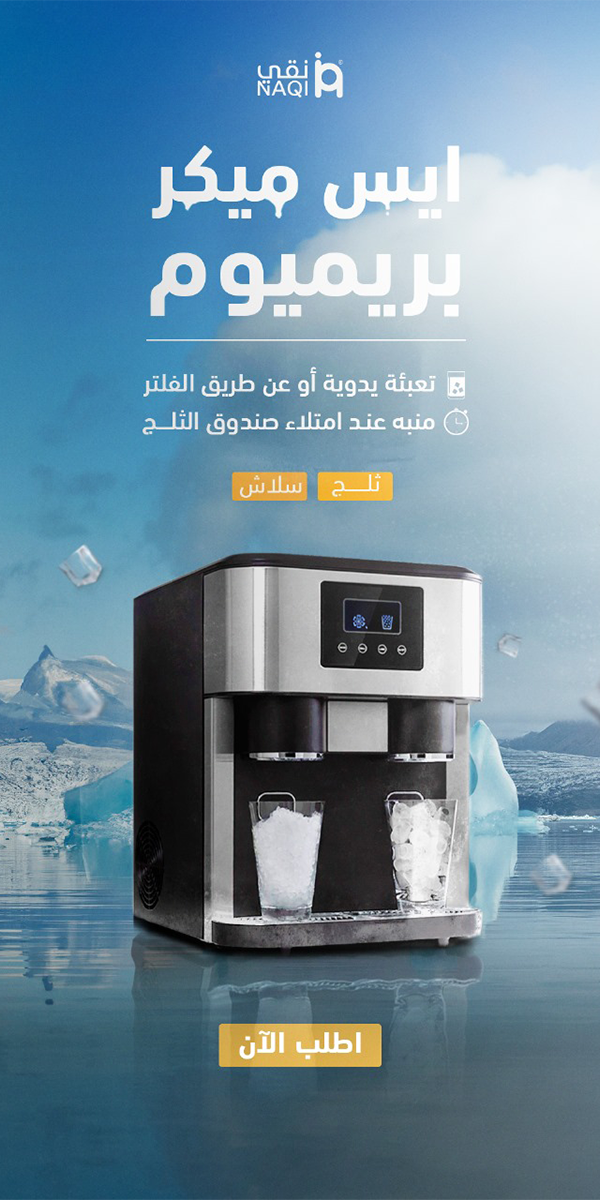 نقي
NAQI
ايس ميكر
بريميوم
تعبئة يدوية أو عن طريق الفلتر
منبه عند امتلاء صندوق الثلـج
ثلـج سلاش
اطلب الآن